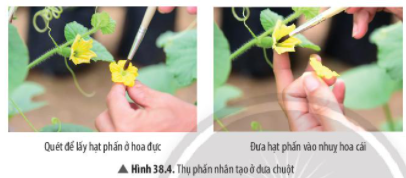 Quét để lấy hạt phấn ở hoa đực
Đưa hạt phấn vào nhuỵ hoa cái
▲ Hình 38.4. Thụ phấn nhân tạo ở dưa chuột